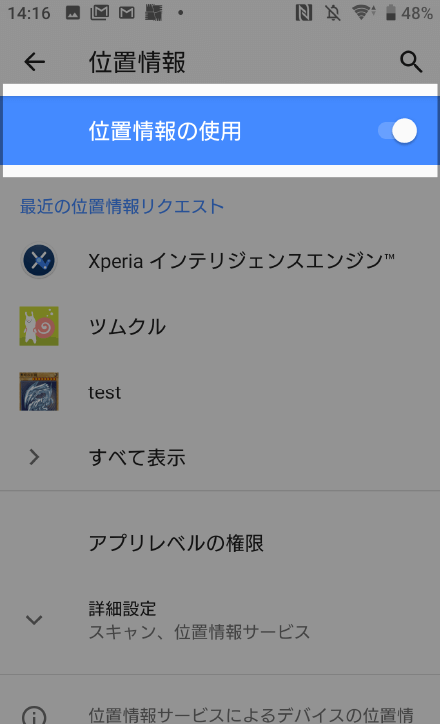 14:16 48%
位置情報
位置情報の使用
最近の位置情報リクエスト
Xperia インテリジェンスエンジン™
ツムクル
test
すべて表示
アプリレベルの権限
詳細設定
スキャン、位置情報サービス
位置情報サービスによるデバイスの位置情